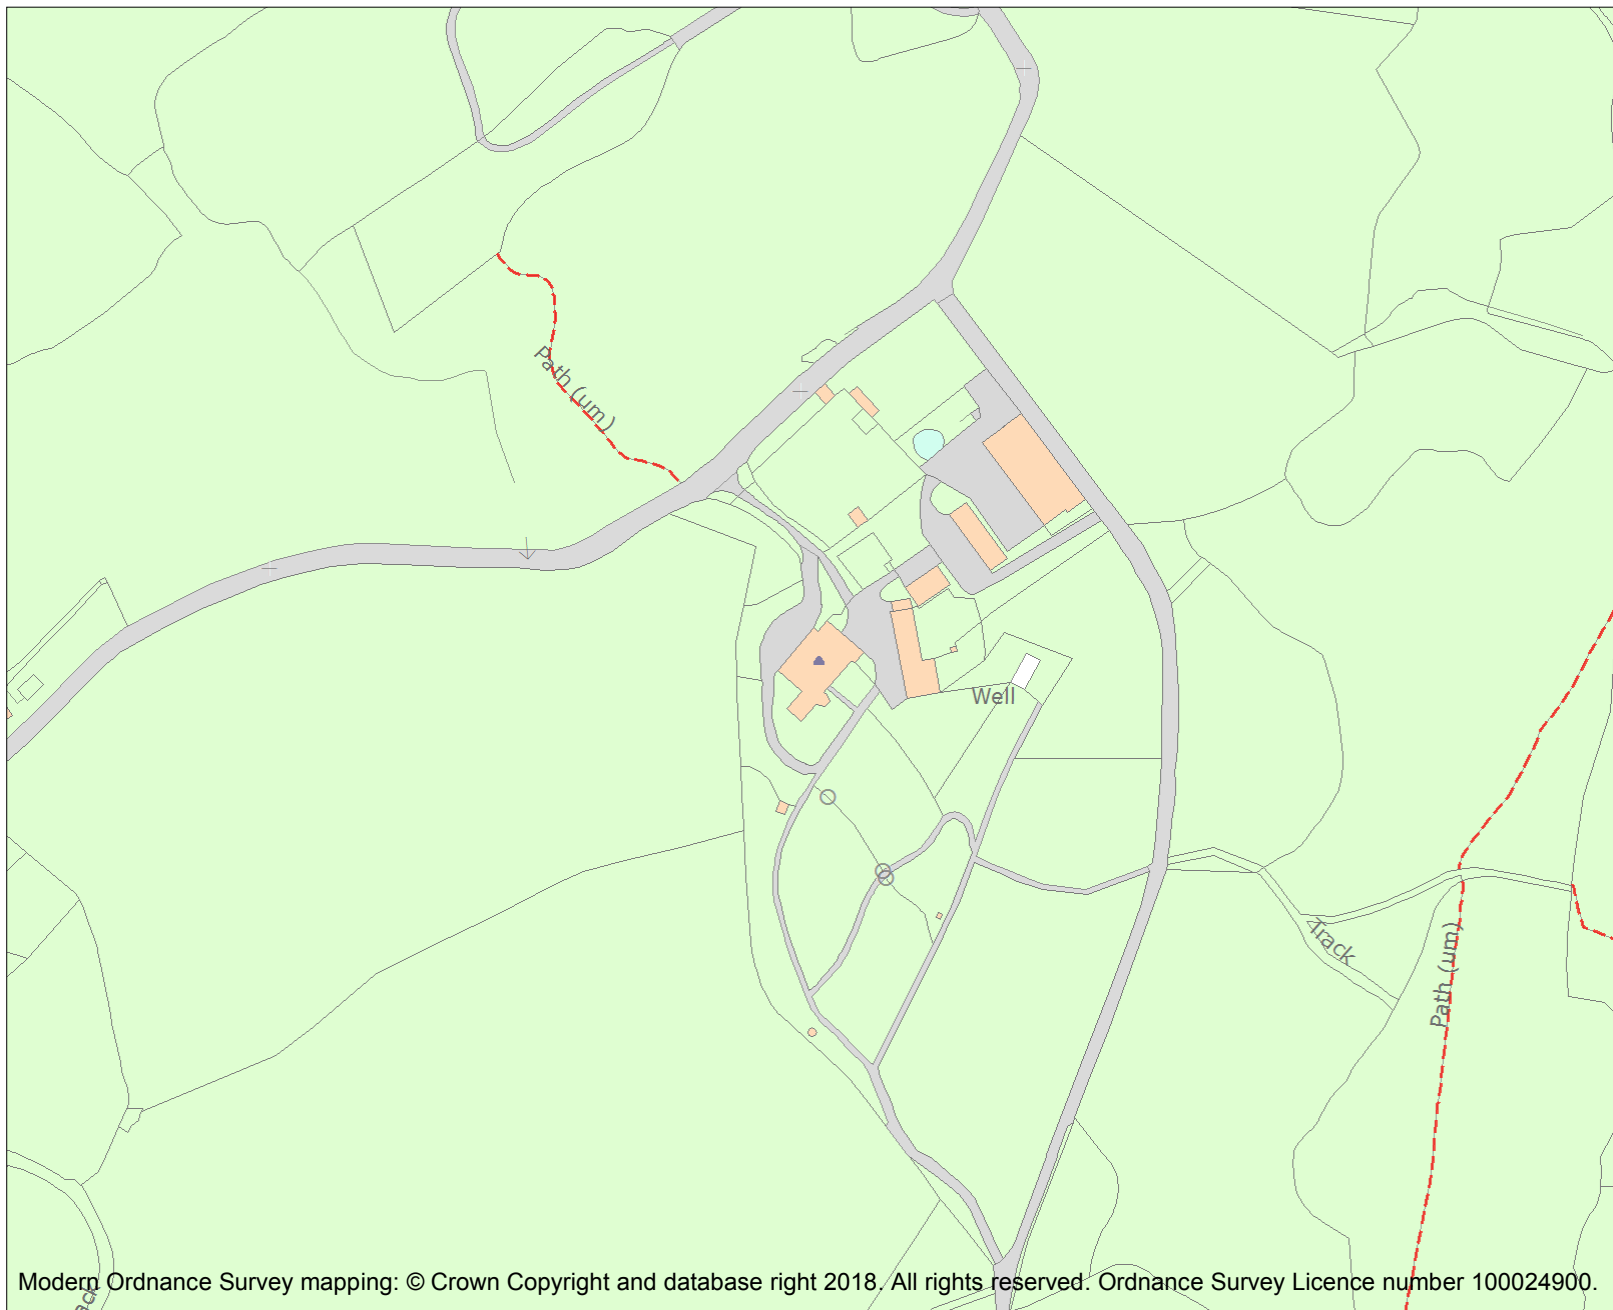 Path (um)
Well
Track
Path (um)
Modern Ordnance Survey mapping: © Crown Copyright and database right 2018. All rights reserved. Ordnance Survey Licence number 100024900.